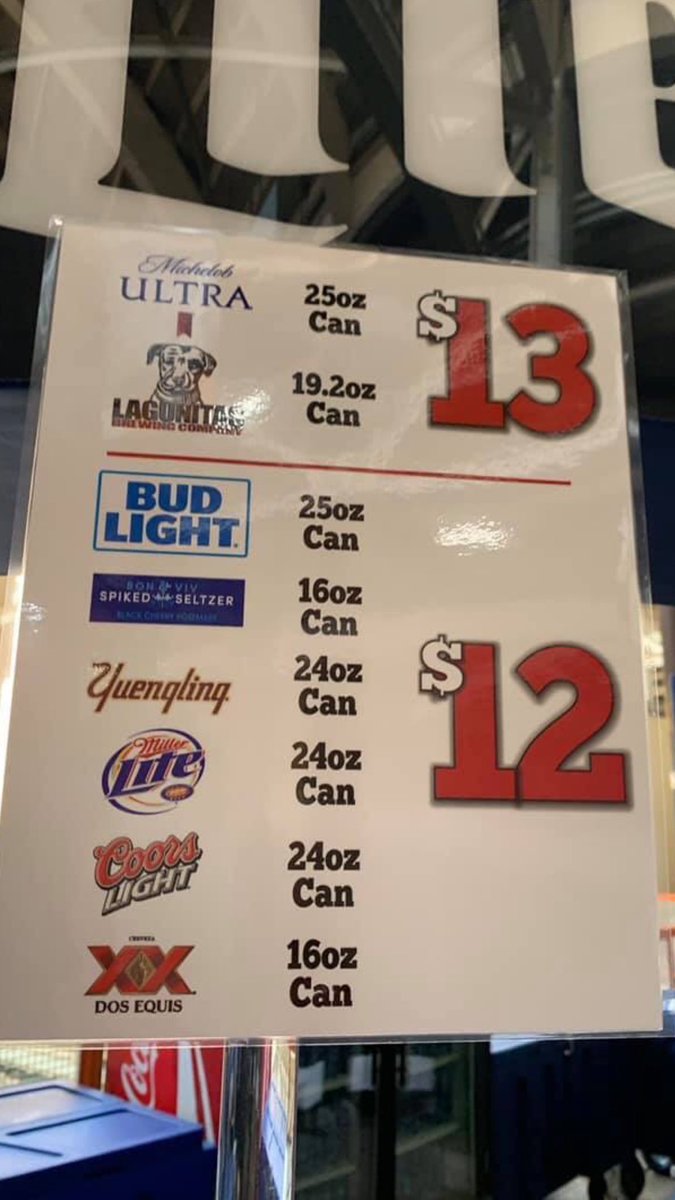 Michelob
ULTRA
25oz
Can
$13
LAGUNITAS
BREWING COMPANY
19.2oz
Can
BUD
LIGHT
25oz
Can
BON & VIV
SPIKED SELTZER
BLACK CHERRY ROSEMARY
16oz
Can
$12
Yuengling
24oz
Can
Miller
Lite
24oz
Can
Coors
LIGHT
24oz
Can
CERVEZA
XX
DOS EQUIS
16oz
Can